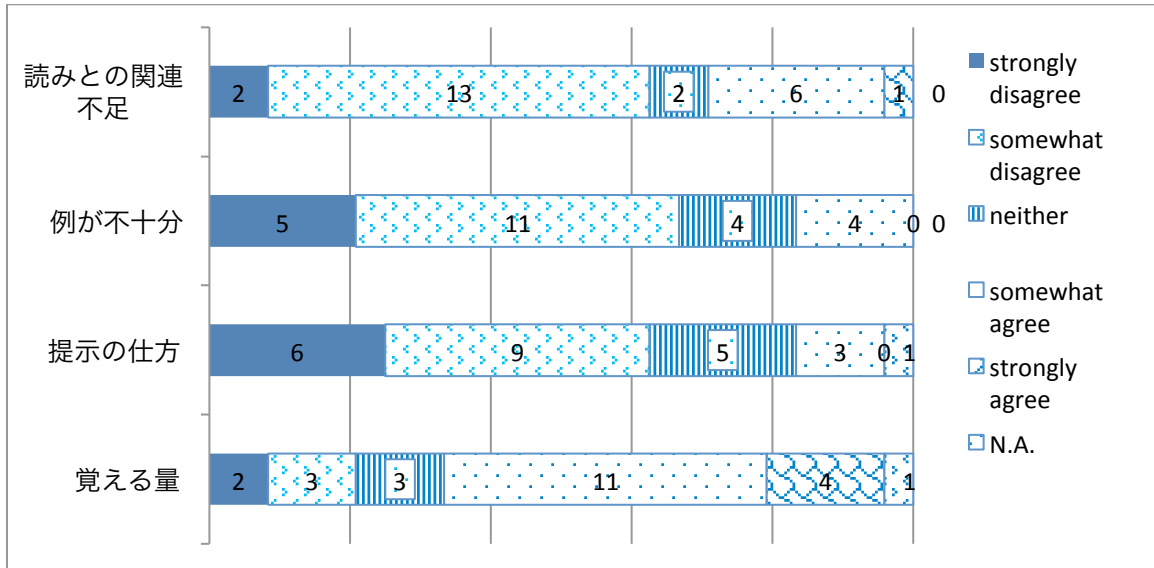 読みとの関連
不足
2 13 2 6 1 0
例が不十分
5 11 4 4 0 0
提示の仕方
6 9 5 3 0 1
覚える量
2 3 3 11 4 1
strongly
disagree
somewhat
disagree
neither
somewhat
agree
strongly
agree
N.A.